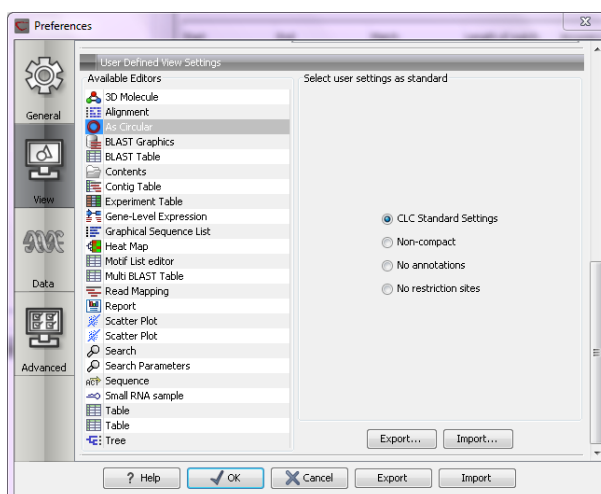 Preferences
General
View
Data
Advanced
User Defined View Settings
Available Editors
3D Molecule
Alignment
As Circular
BLAST Graphics
BLAST Table
Contents
Contig Table
Experiment Table
Gene-Level Expression
Graphical Sequence List
Heat Map
Motif List editor
Multi BLAST Table
Read Mapping
Report
Scatter Plot
Scatter Plot
Search
Search Parameters
Sequence
Small RNA sample
Table
Table
Tree
Select user settings as standard
CLC Standard Settings
Non-compact
No annotations
No restriction sites
Export...
Import...
? Help
OK
Cancel
Export
Import